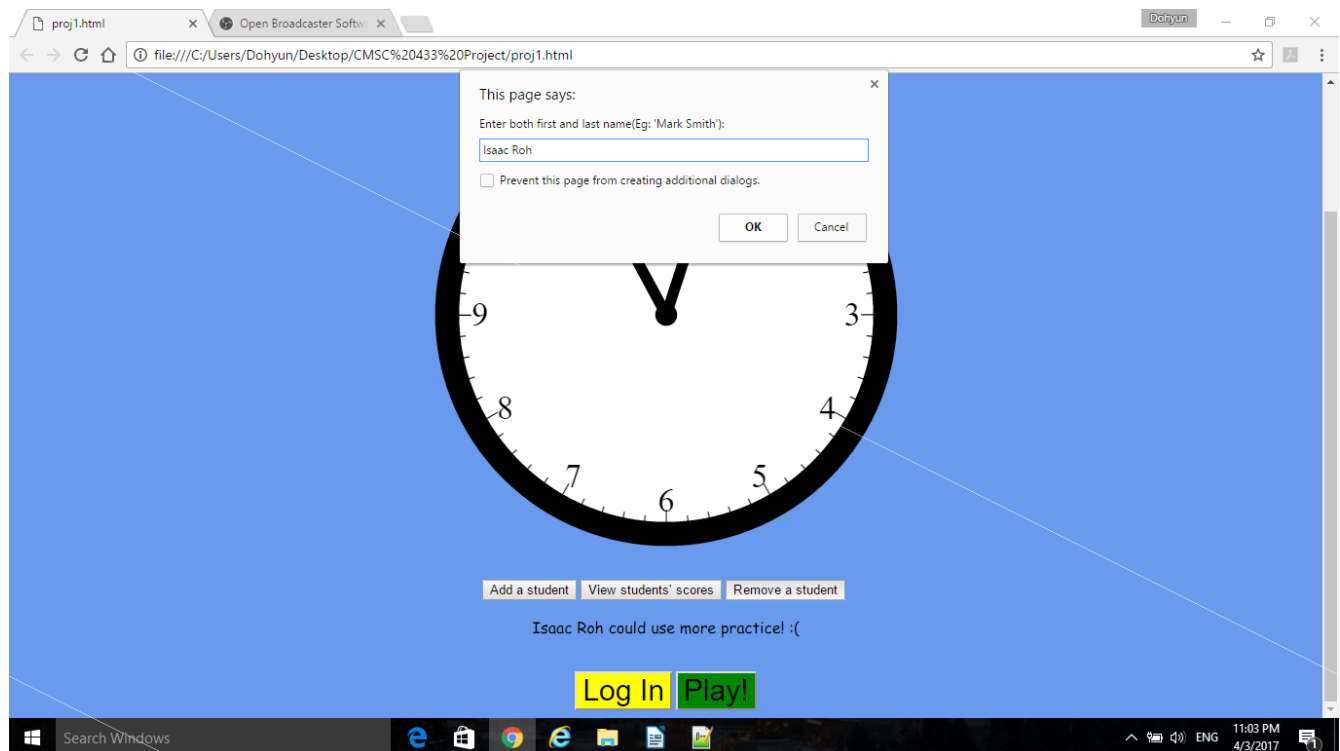 proj1.html
Open Broadcaster Softw
Dohyun
file:///C:/Users/Dohyun/Desktop/CMSC%20433%20Project/proj1.html
This page says:
Enter both first and last name(Eg: 'Mark Smith'):
Isaac Roh
Prevent this page from creating additional dialogs.
OK Cancel
9 3
8 4
7 5
6
Add a student View students' scores Remove a student
Isaac Roh could use more practice! :(
Log In Play!
Search Windows
ENG 11:03 PM
4/3/2017